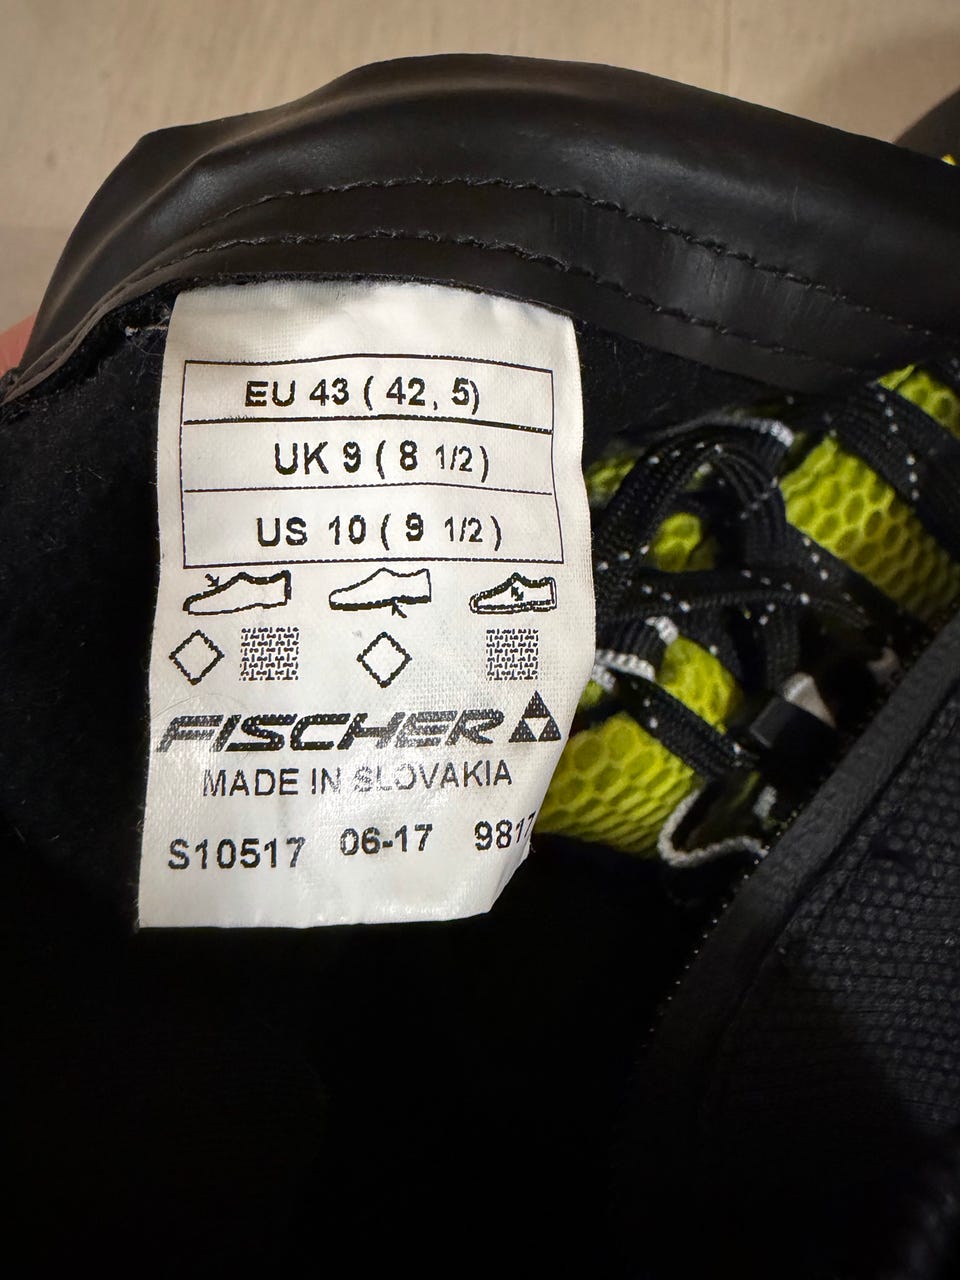 EU 43 ( 42, 5)
UK 9 ( 8 1/2)
US 10 ( 9 1/2)
FISCHER
MADE IN SLOVAKIA
S10517 06-17 9817